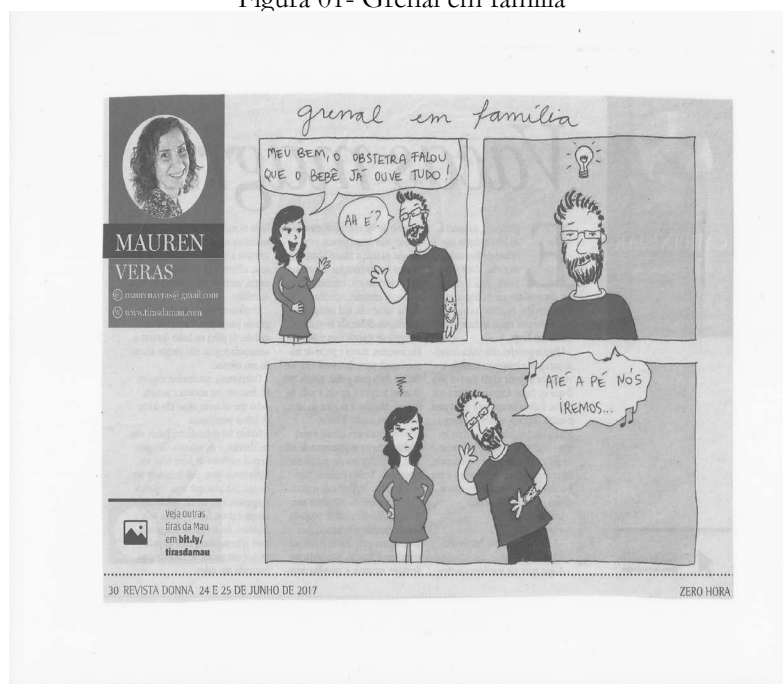 Figura 01- Grenal em família
grenal em família
MEU BEM, O OBSTETRA FALOU
QUE O BEBÊ JÁ OUVE TUDO!
AH É?
MAUREN
VERAS
maurenveras@gmail.com
www.tirasdamau.com
ATÉ A PÉ NÓS
IREMOS...
Veja outras
tiras da Mau
em bit.ly/
tirasdamau
30 REVISTA DONNA 24 E 25 DE JUNHO DE 2017
ZERO HORA